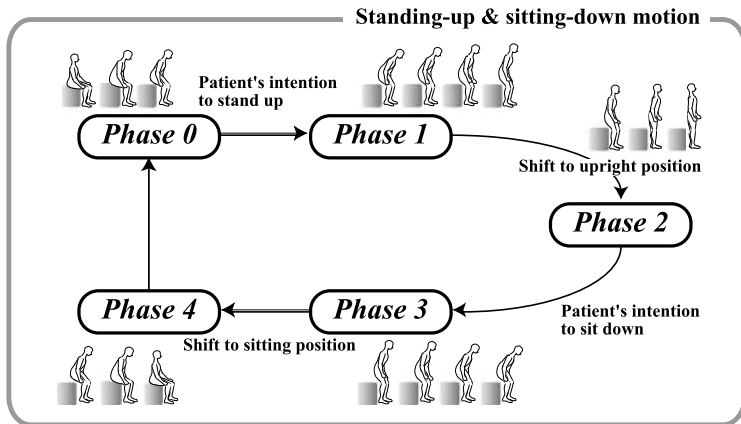 Standing-up & sitting-down motion
Patient's intention
to stand up
Phase 0
Phase 1
Shift to upright position
Phase 2
Patient's intention
to sit down
Phase 3
Phase 4
Shift to sitting position